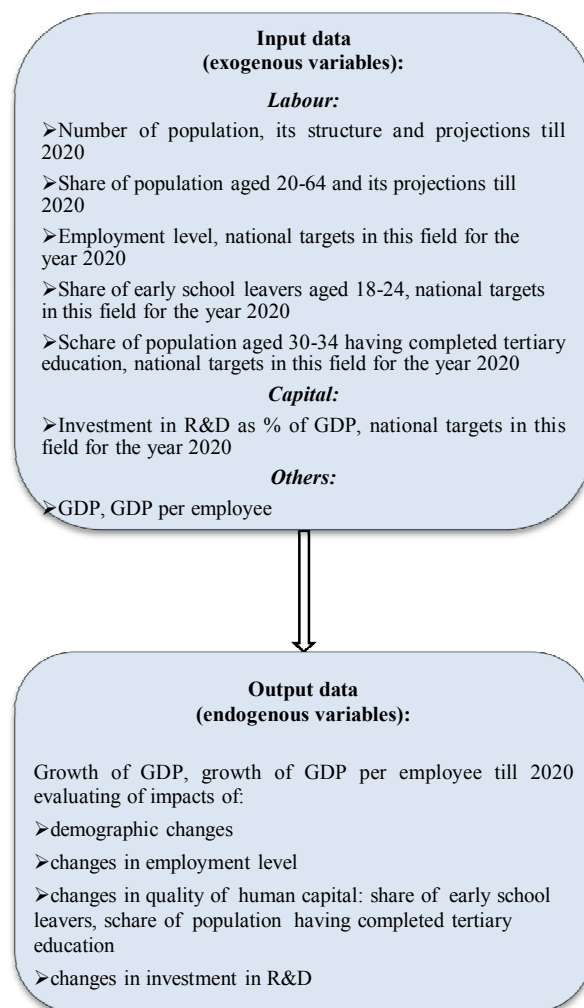 Input data
(exogenous variables):
Labour:
➢Number of population, its structure and projections till
2020
➢Share of population aged 20-64 and its projections till
2020
➢Employment level, national targets in this field for the
year 2020
➢Share of early school leavers aged 18-24, national targets
in this field for the year 2020
➢Schare of population aged 30-34 having completed tertiary
education, national targets in this field for the year 2020
Capital:
➢Investment in R&D as % of GDP, national targets in this
field for the year 2020
Others:
➢GDP, GDP per employee
Output data
(endogenous variables):
Growth of GDP, growth of GDP per employee till 2020
evaluating of impacts of:
➢demographic changes
➢changes in employment level
➢changes in quality of human capital: share of early school
leavers, schare of population having completed tertiary
education
➢changes in investment in R&D